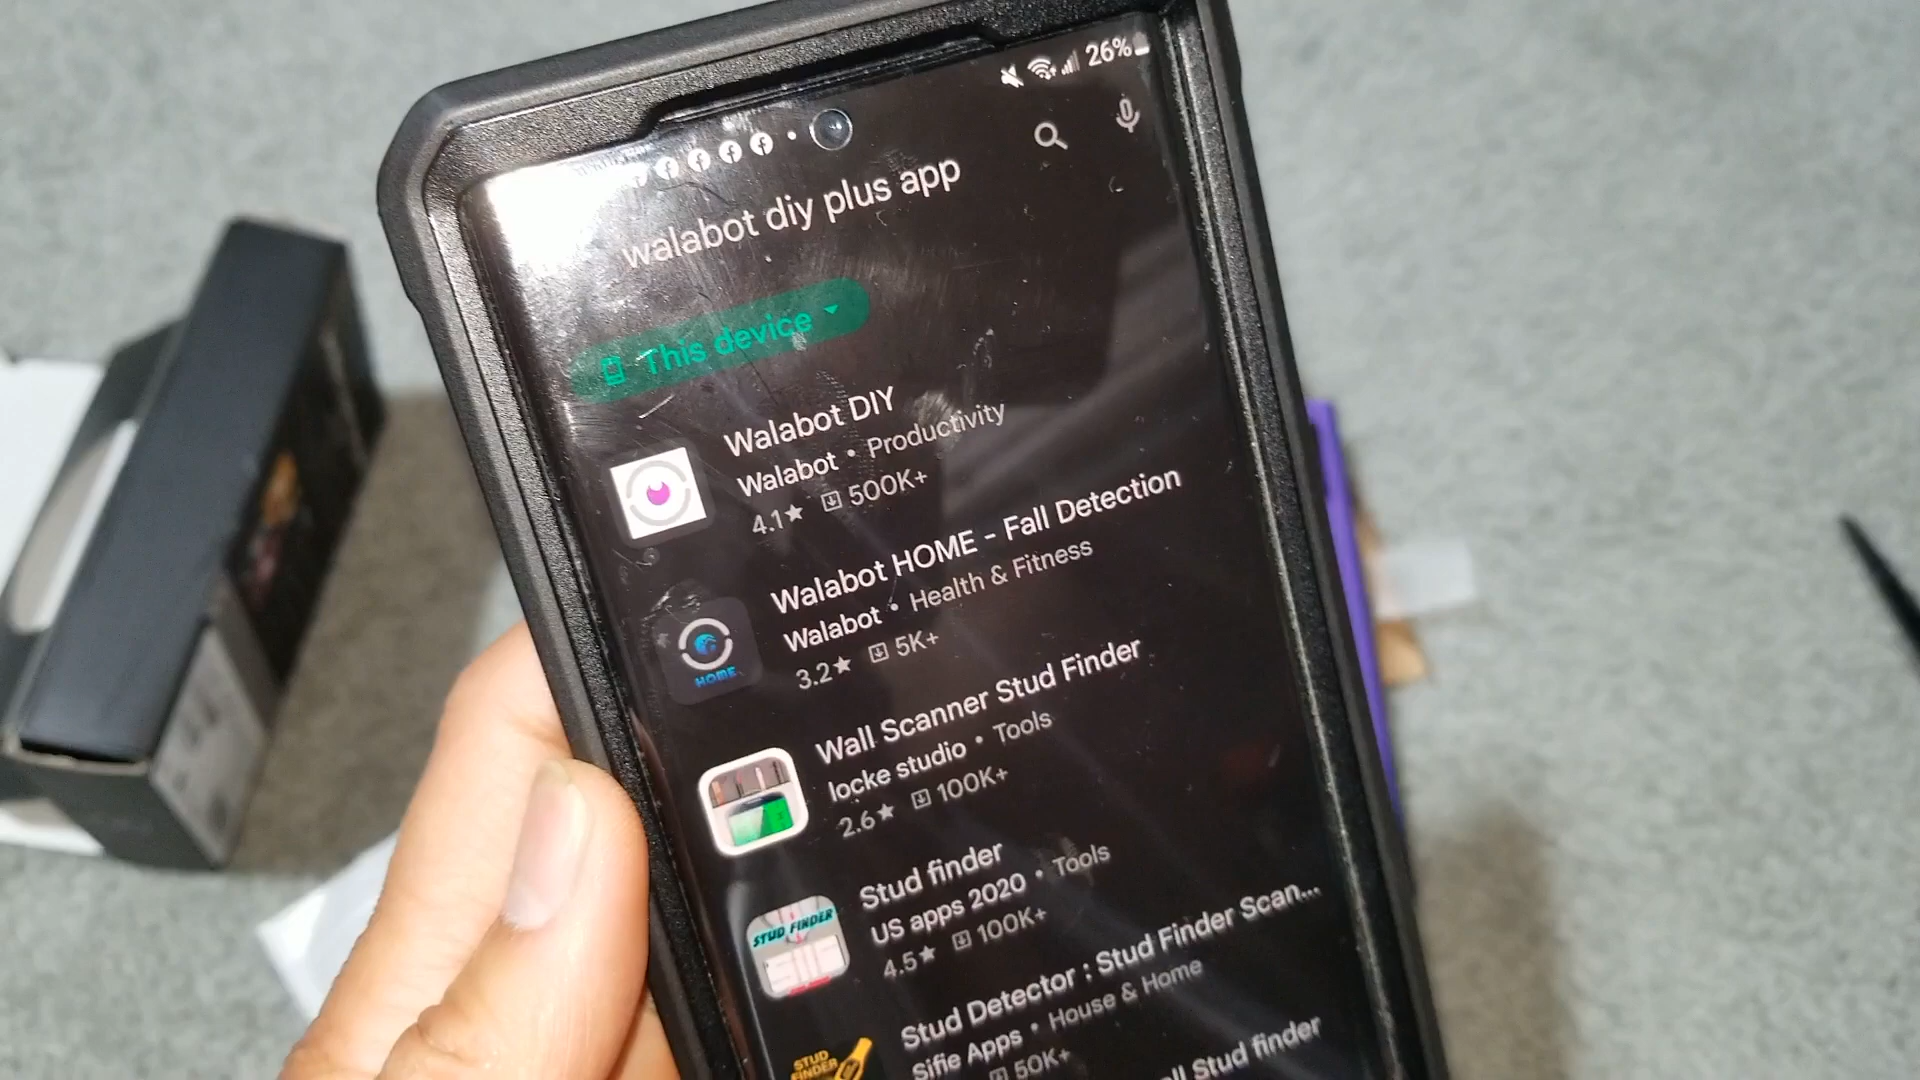 26%
walabot diy plus app
This device
Walabot DIY
Walabot • Productivity
4.1★ 500K+
Walabot HOME - Fall Detection
Walabot • Health & Fitness
3.2★ 5K+
HOME
Wall Scanner Stud Finder
locke studio • Tools
2.6★ 100K+
Stud finder
US apps 2020 • Tools
4.5★ 100K+
STUD FINDER
Stud Detector : Stud Finder Scan...
Sifie Apps • House & Home
50K+
STUD
FINDER
Stud finder